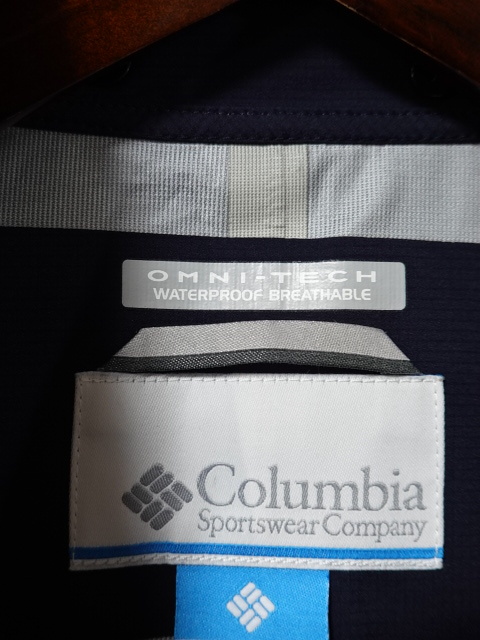 OMNI-TECH
WATERPROOF BREATHABLE
Columbia
Sportswear Company